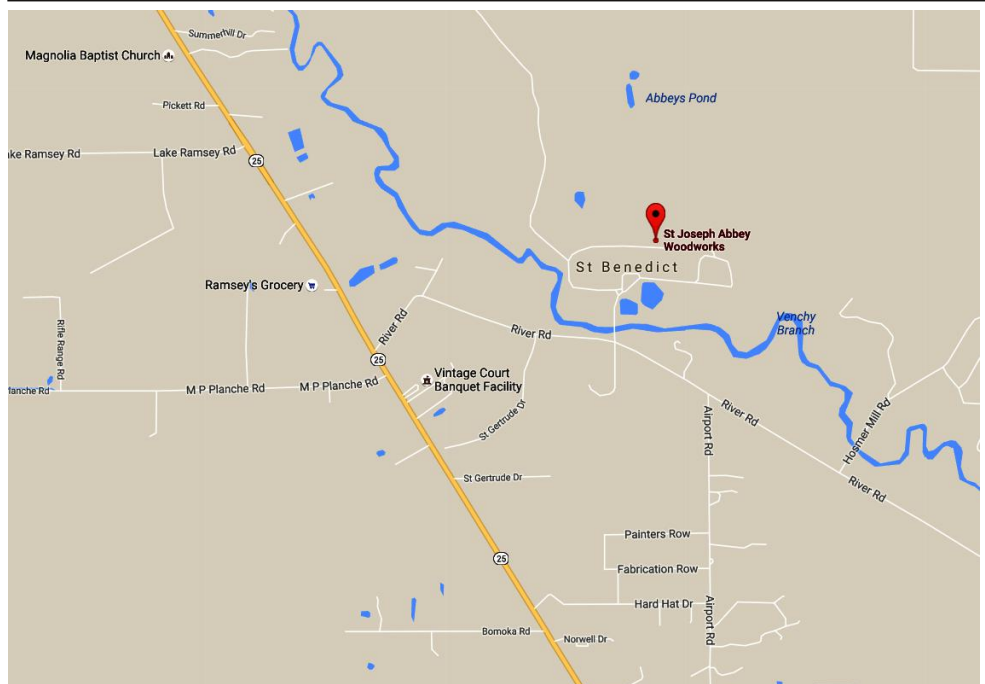 Summerhill Dr
Magnolia Baptist Church
Abbeys Pond
Pickett Rd
ke Ramsey Rd
Lake Ramsey Rd
25
St Joseph Abbey
Woodworks
St Benedict
Ramsey's Grocery
River Rd
Venchy
Branch
River Rd
Rifle Range Rd
25
Vintage Court
Banquet Facility
lanche Rd
M P Planche Rd
M P Planche Rd
River Rd
Airport Rd
St Gertrude Dr
Hosmer Mill Rd
St Gertrude Dr
River Rd
Painters Row
25
Fabrication Row
Hard Hat Dr
Airport Rd
Bomoka Rd
Norwell Dr